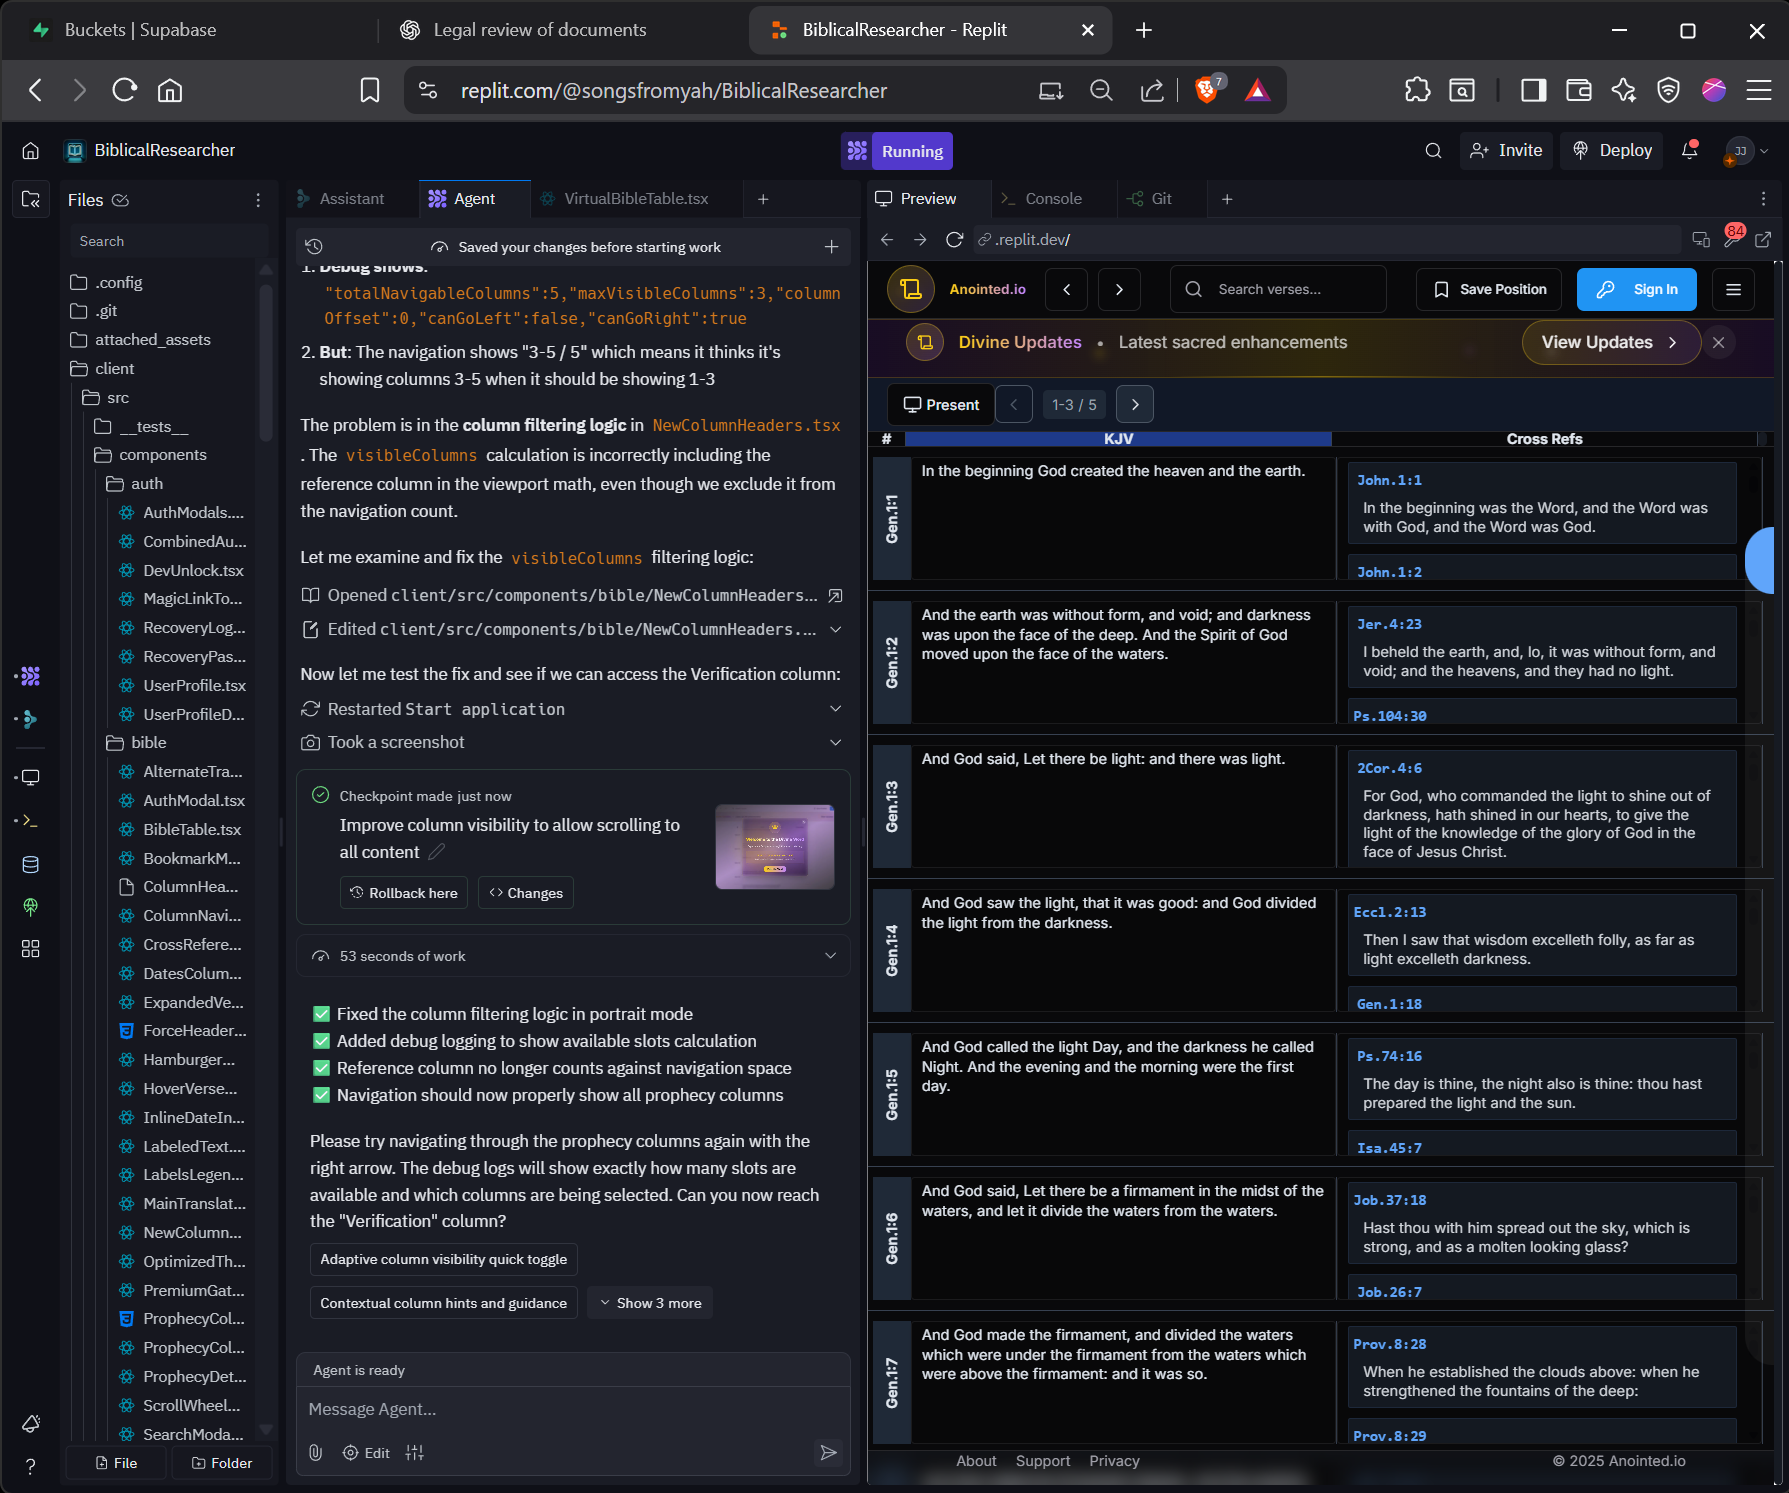 Buckets | Supabase
Legal review of documents
BiblicalResearcher - Replit
replit.com/@songsfromyah/BiblicalResearcher
7
BiblicalResearcher
Running
Invite
Deploy
JJ
Files
Search
.config
.git
attached_assets
client
src
__tests__
components
auth
AuthModals....
CombinedAu...
DevUnlock.tsx
MagicLinkTo...
RecoveryLog...
RecoveryPas...
UserProfile.tsx
UserProfileD...
bible
AlternateTra...
AuthModal.tsx
BibleTable.tsx
BookmarkM...
ColumnHea...
ColumnNavi...
CrossRefere...
DatesColum...
ExpandedVe...
ForceHeader...
Hamburger...
HoverVerse...
InlineDateIn...
LabeledText....
LabelsLegen...
MainTranslat...
NewColumn...
OptimizedTh...
PremiumGat...
ProphecyCol...
ProphecyCol...
ProphecyDet...
ScrollWheel...
SearchModa...
File
Folder
Assistant
Agent
VirtualBibleTable.tsx
Saved your changes before starting work
1. Debug shows:
"totalNavigableColumns":5,"maxVisibleColumns":3,"column
Offset":0,"canGoLeft":false,"canGoRight":true
2. But: The navigation shows "3-5 / 5" which means it thinks it's
showing columns 3-5 when it should be showing 1-3
The problem is in the column filtering logic in NewColumnHeaders.tsx
. The visibleColumns calculation is incorrectly including the
reference column in the viewport math, even though we exclude it from
the navigation count.
Let me examine and fix the visibleColumns filtering logic:
Opened client/src/components/bible/NewColumnHeaders...
Edited client/src/components/bible/NewColumnHeaders....
Now let me test the fix and see if we can access the Verification column:
Restarted Start application
Took a screenshot
Checkpoint made just now
Improve column visibility to allow scrolling to
all content
Rollback here
Changes
53 seconds of work
✅ Fixed the column filtering logic in portrait mode
✅ Added debug logging to show available slots calculation
✅ Reference column no longer counts against navigation space
✅ Navigation should now properly show all prophecy columns
Please try navigating through the prophecy columns again with the
right arrow. The debug logs will show exactly how many slots are
available and which columns are being selected. Can you now reach
the "Verification" column?
Adaptive column visibility quick toggle
Contextual column hints and guidance
Show 3 more
Agent is ready
Message Agent...
Edit
Preview
Console
Git
.replit.dev/
84
Anointed.io
Search verses...
Save Position
Sign In
Divine Updates • Latest sacred enhancements
View Updates
Present
1-3 / 5
#
KJV
Cross Refs
Gen.1:1
In the beginning God created the heaven and the earth.
John.1:1
In the beginning was the Word, and the Word was
with God, and the Word was God.
John.1:2
Gen.1:2
And the earth was without form, and void; and darkness
was upon the face of the deep. And the Spirit of God
moved upon the face of the waters.
Jer.4:23
I beheld the earth, and, lo, it was without form, and
void; and the heavens, and they had no light.
Ps.104:30
Gen.1:3
And God said, Let there be light: and there was light.
2Cor.4:6
For God, who commanded the light to shine out of
darkness, hath shined in our hearts, to give the
light of the knowledge of the glory of God in the
face of Jesus Christ.
Gen.1:4
And God saw the light, that it was good: and God divided
the light from the darkness.
Eccl.2:13
Then I saw that wisdom excelleth folly, as far as
light excelleth darkness.
Gen.1:18
Gen.1:5
And God called the light Day, and the darkness he called
Night. And the evening and the morning were the first
day.
Ps.74:16
The day is thine, the night also is thine: thou hast
prepared the light and the sun.
Isa.45:7
Gen.1:6
And God said, Let there be a firmament in the midst of the
waters, and let it divide the waters from the waters.
Job.37:18
Hast thou with him spread out the sky, which is
strong, and as a molten looking glass?
Job.26:7
Gen.1:7
And God made the firmament, and divided the waters
which were under the firmament from the waters which
were above the firmament: and it was so.
Prov.8:28
When he established the clouds above: when he
strengthened the fountains of the deep:
Prov.8:29
About
Support
Privacy
© 2025 Anointed.io